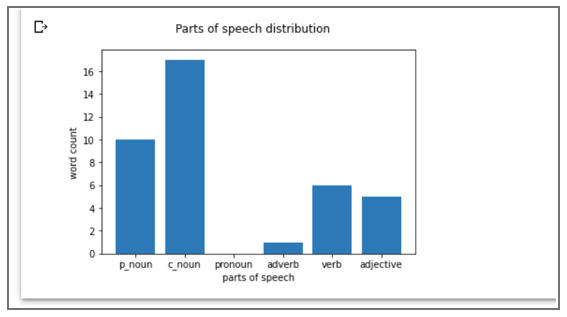 Parts of speech distribution
16
14
12
10
8
6
4
2
0
word count
p_noun c_noun pronoun adverb verb adjective
parts of speech